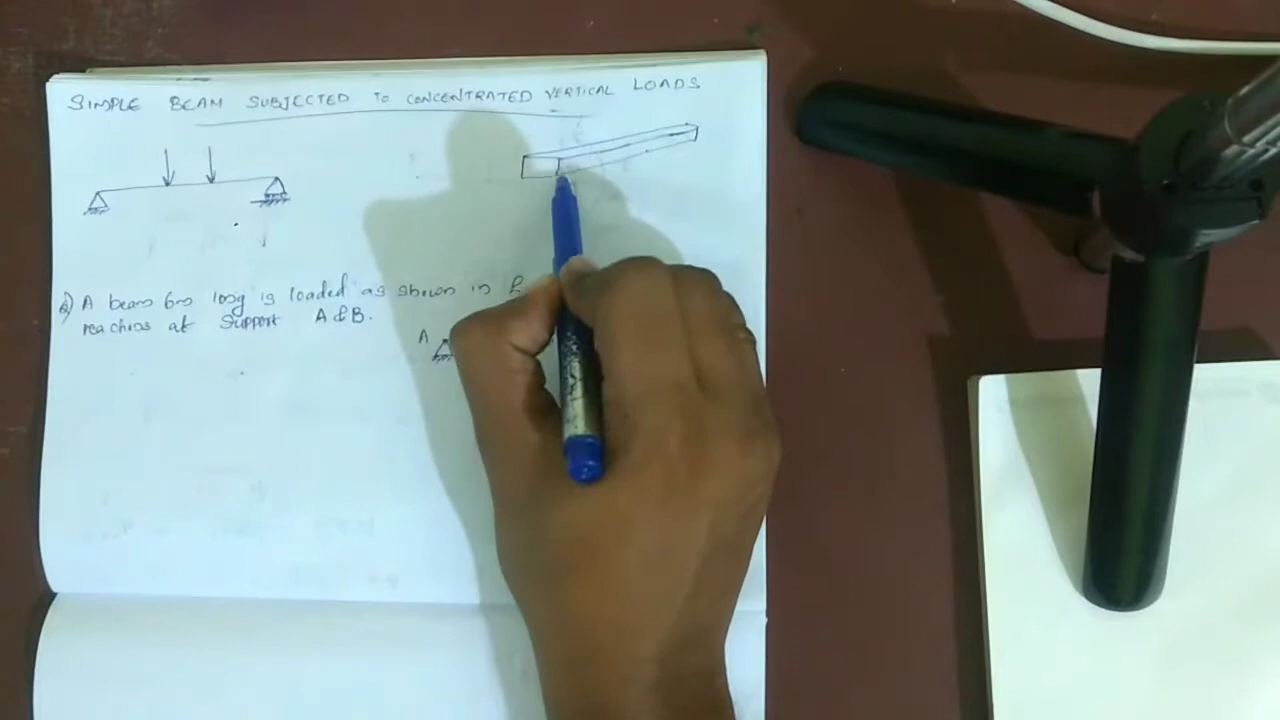 SIMPLE BEAM SUBJECTED TO CONCENTRATED VERTICAL LOADS
Q) A beam 6m long is loaded as shown in
reactions at support A & B.
A